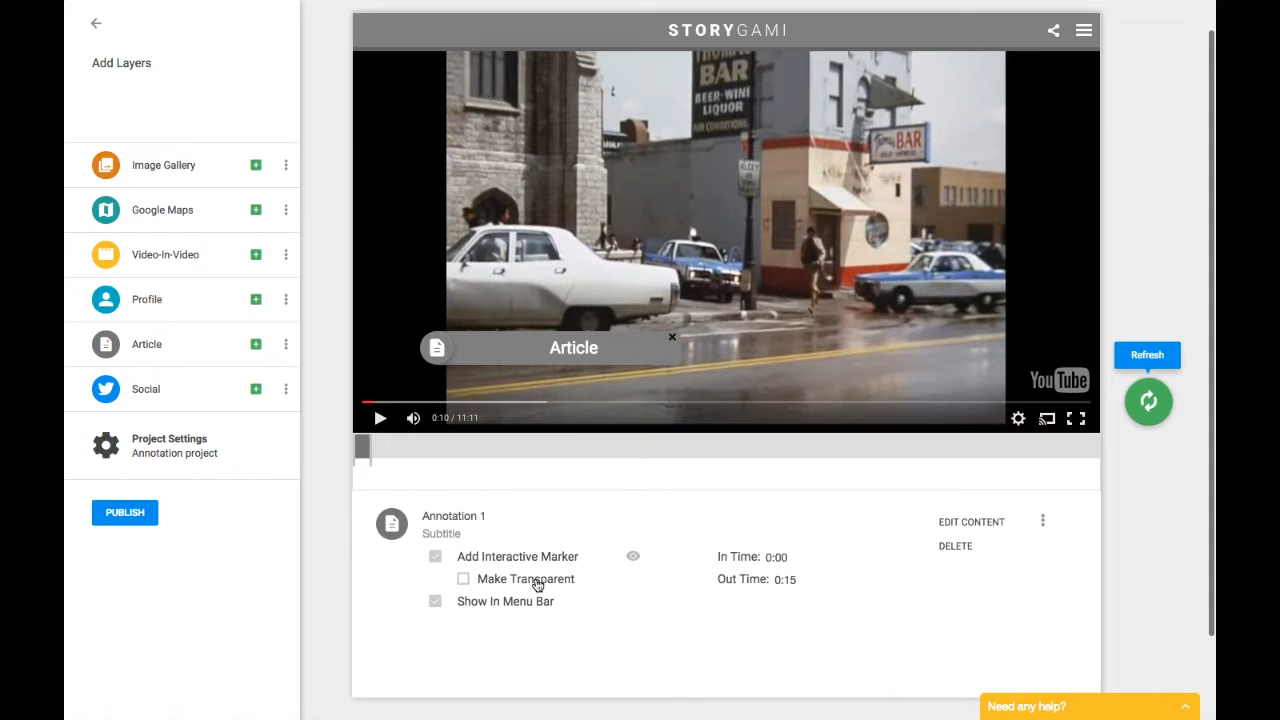 Add Layers
Image Gallery
Google Maps
Video-In-Video
Profile
Article
Social
Project Settings
Annotation project
PUBLISH
STORYGAMI
BAR
BEER-WINE
LIQUOR
AIR CONDITIONED
BAR
Article
YouTube
0:10 / 11:11
Refresh
Annotation 1
Subtitle
Add Interactive Marker
Make Transparent
Show In Menu Bar
In Time: 0:00
Out Time: 0:15
EDIT CONTENT
DELETE
Need any help?